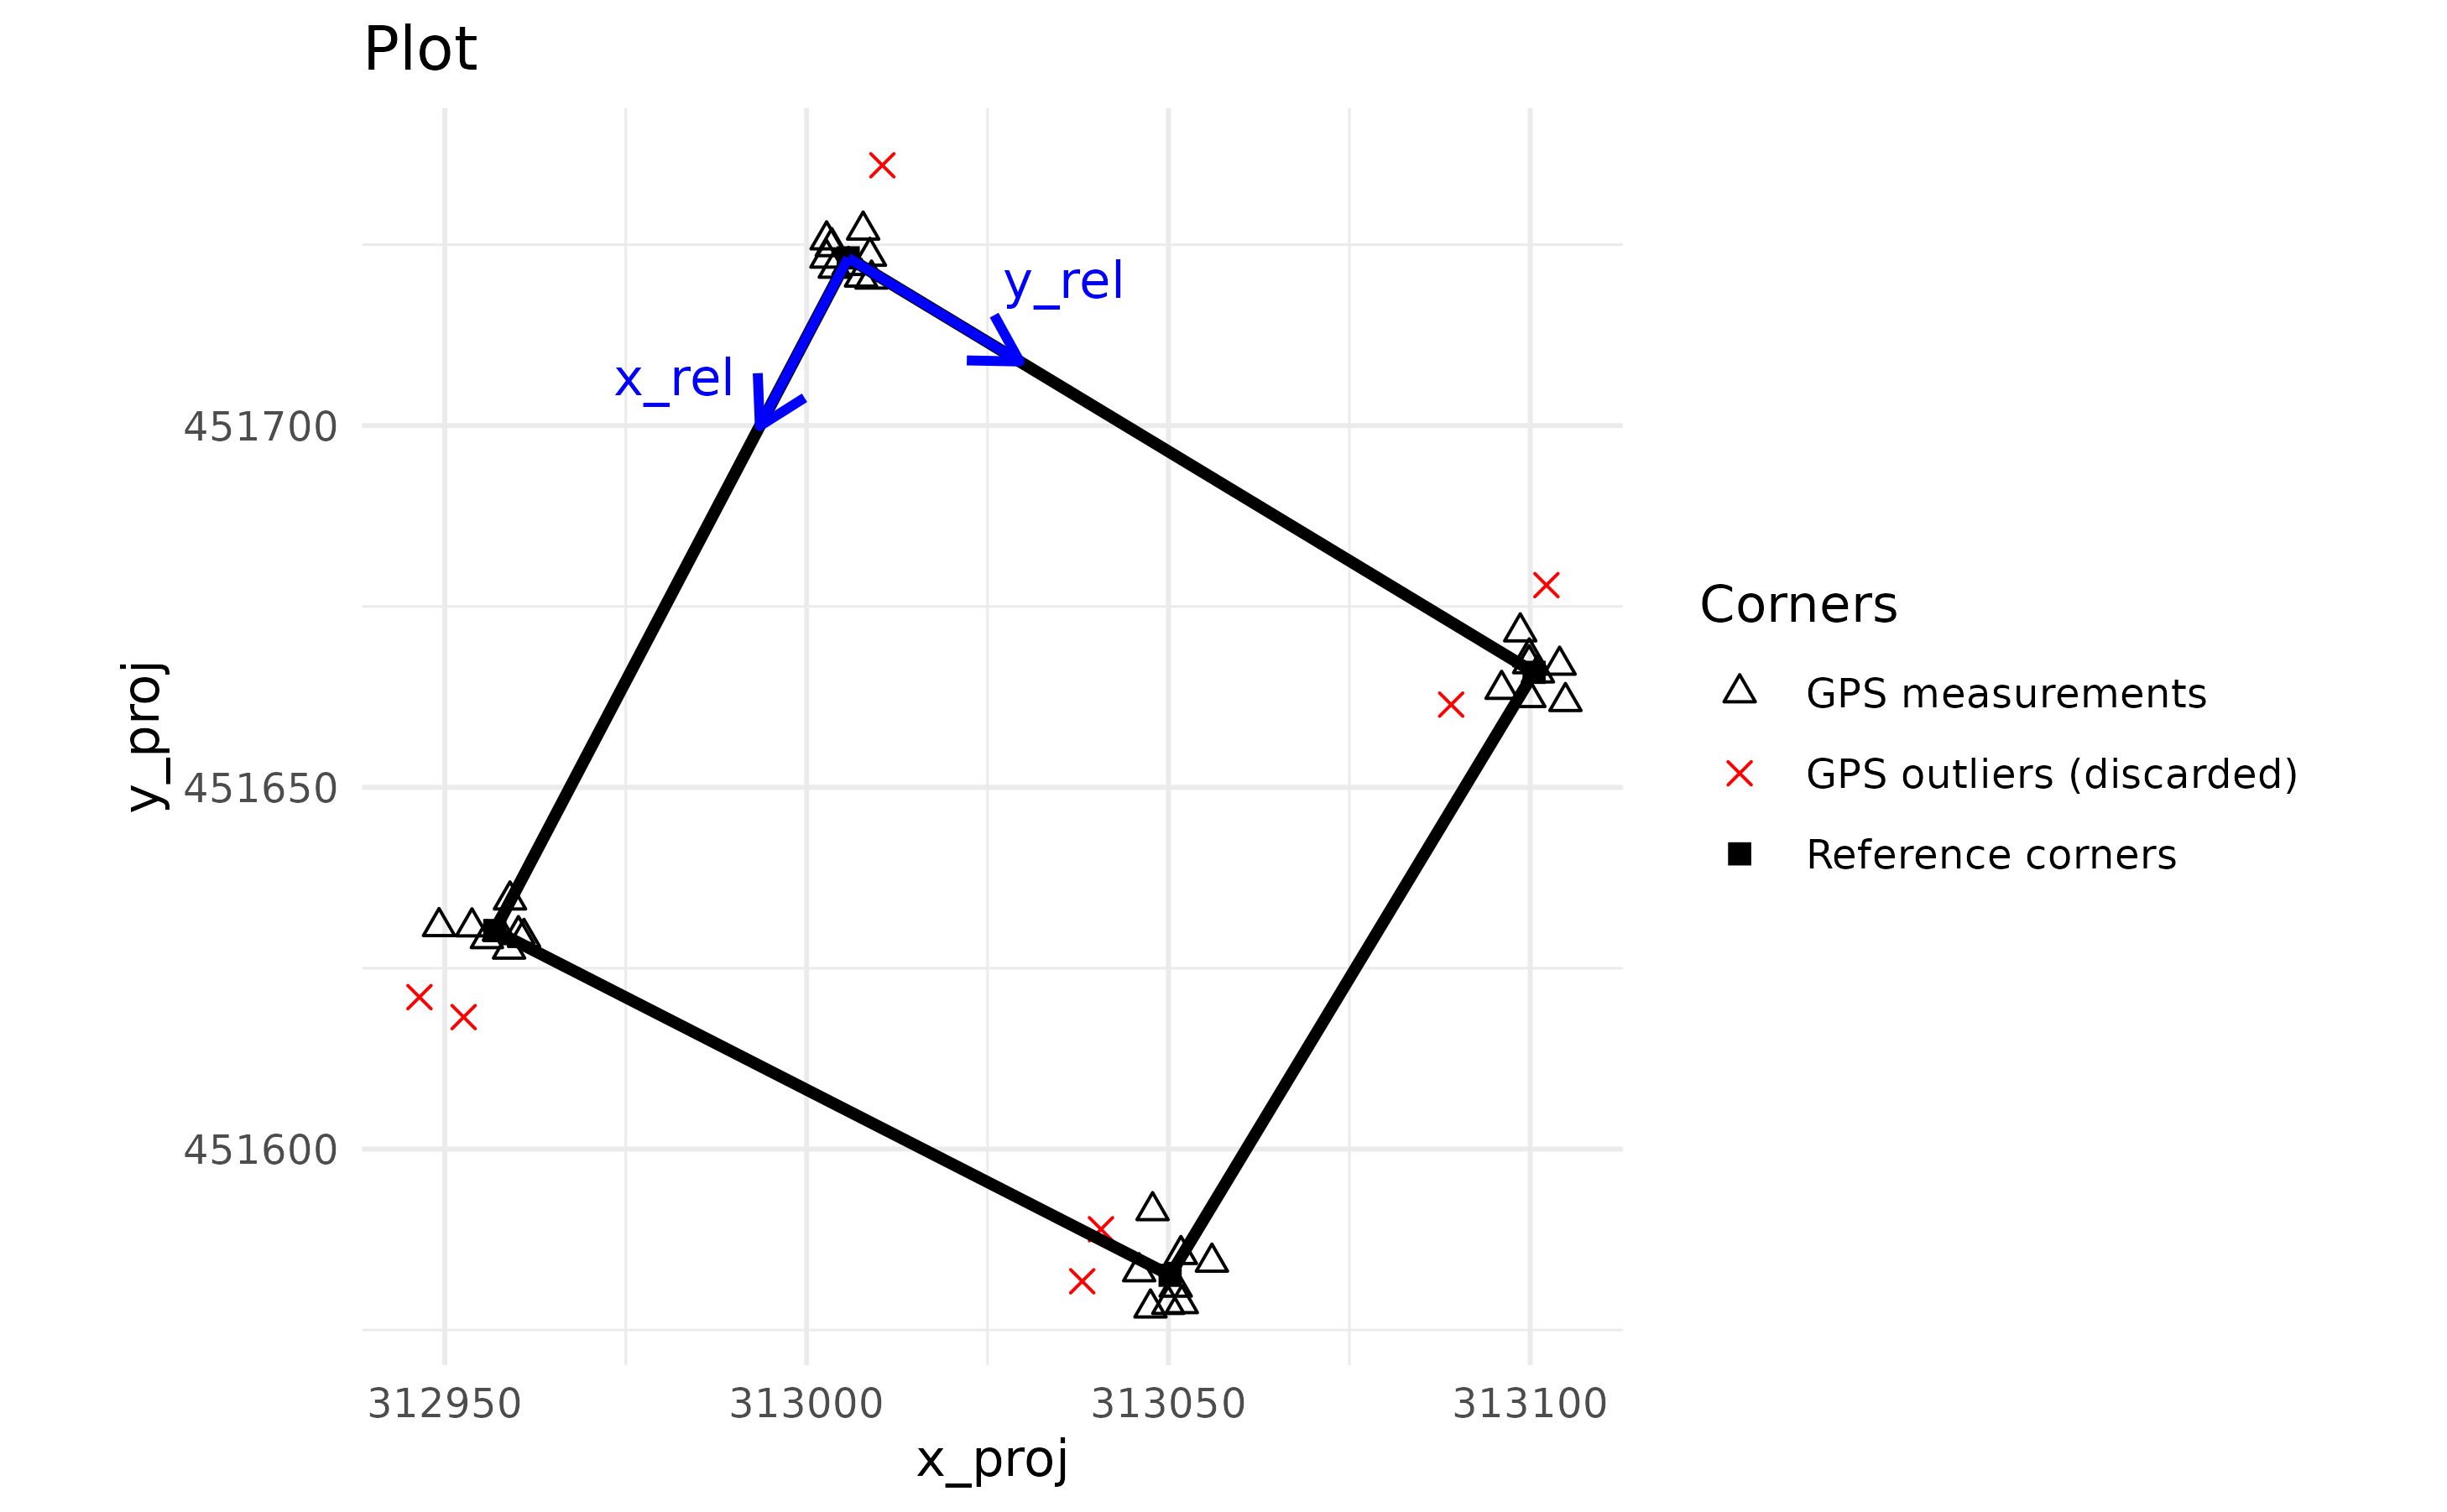 Plot
y_rel
x_rel
451700
451650
451600
y_proj
312950 313000 313050 313100
x_proj
Corners
GPS measurements
GPS outliers (discarded)
Reference corners